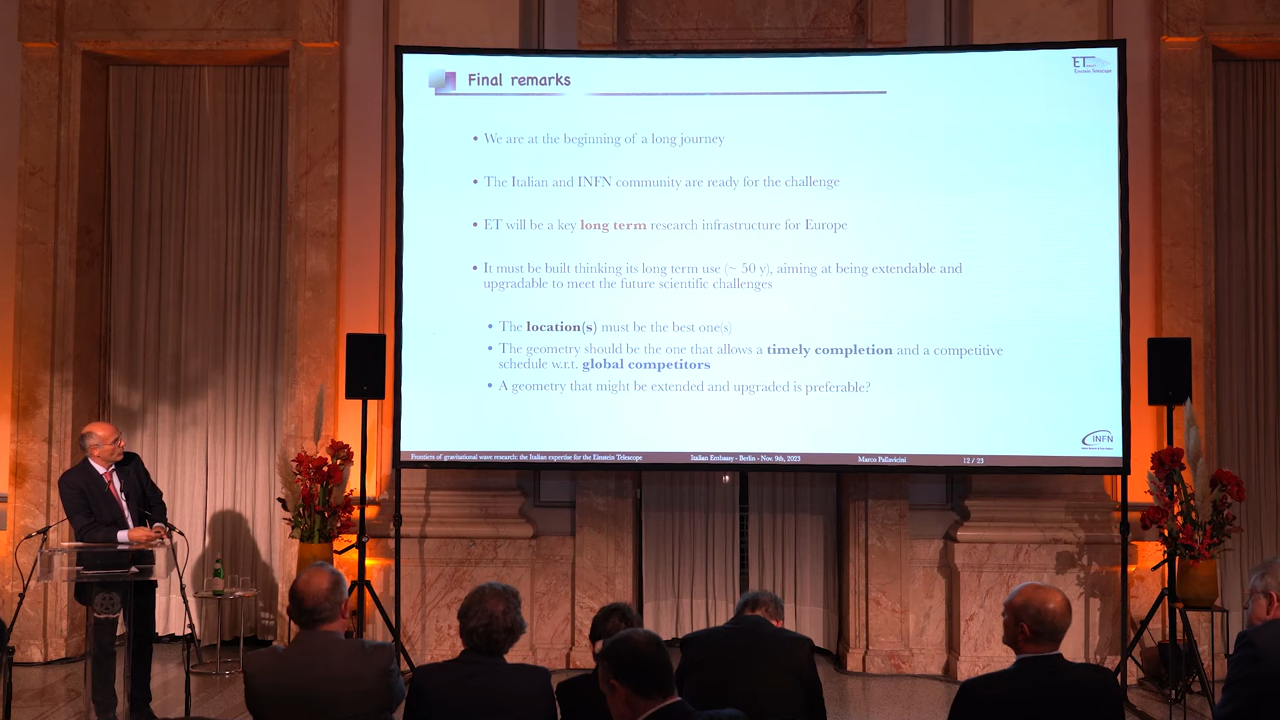 Final remarks
ET
Einstein Telescope
• We are at the beginning of a long journey
• The Italian and INFN community are ready for the challenge
• ET will be a key long term research infrastructure for Europe
• It must be built thinking its long term use (~ 50 y), aiming at being extendable and
upgradable to meet the future scientific challenges
• The location(s) must be the best one(s)
• The geometry should be the one that allows a timely completion and a competitive
schedule w.r.t. global competitors
• A geometry that might be extended and upgraded is preferable?
INFN
Frontiers of gravitational wave research: the Italian expertise for the Einstein Telescope
Italian Embassy - Berlin - Nov. 9th, 2023
Marco Pallavicini
12 / 23